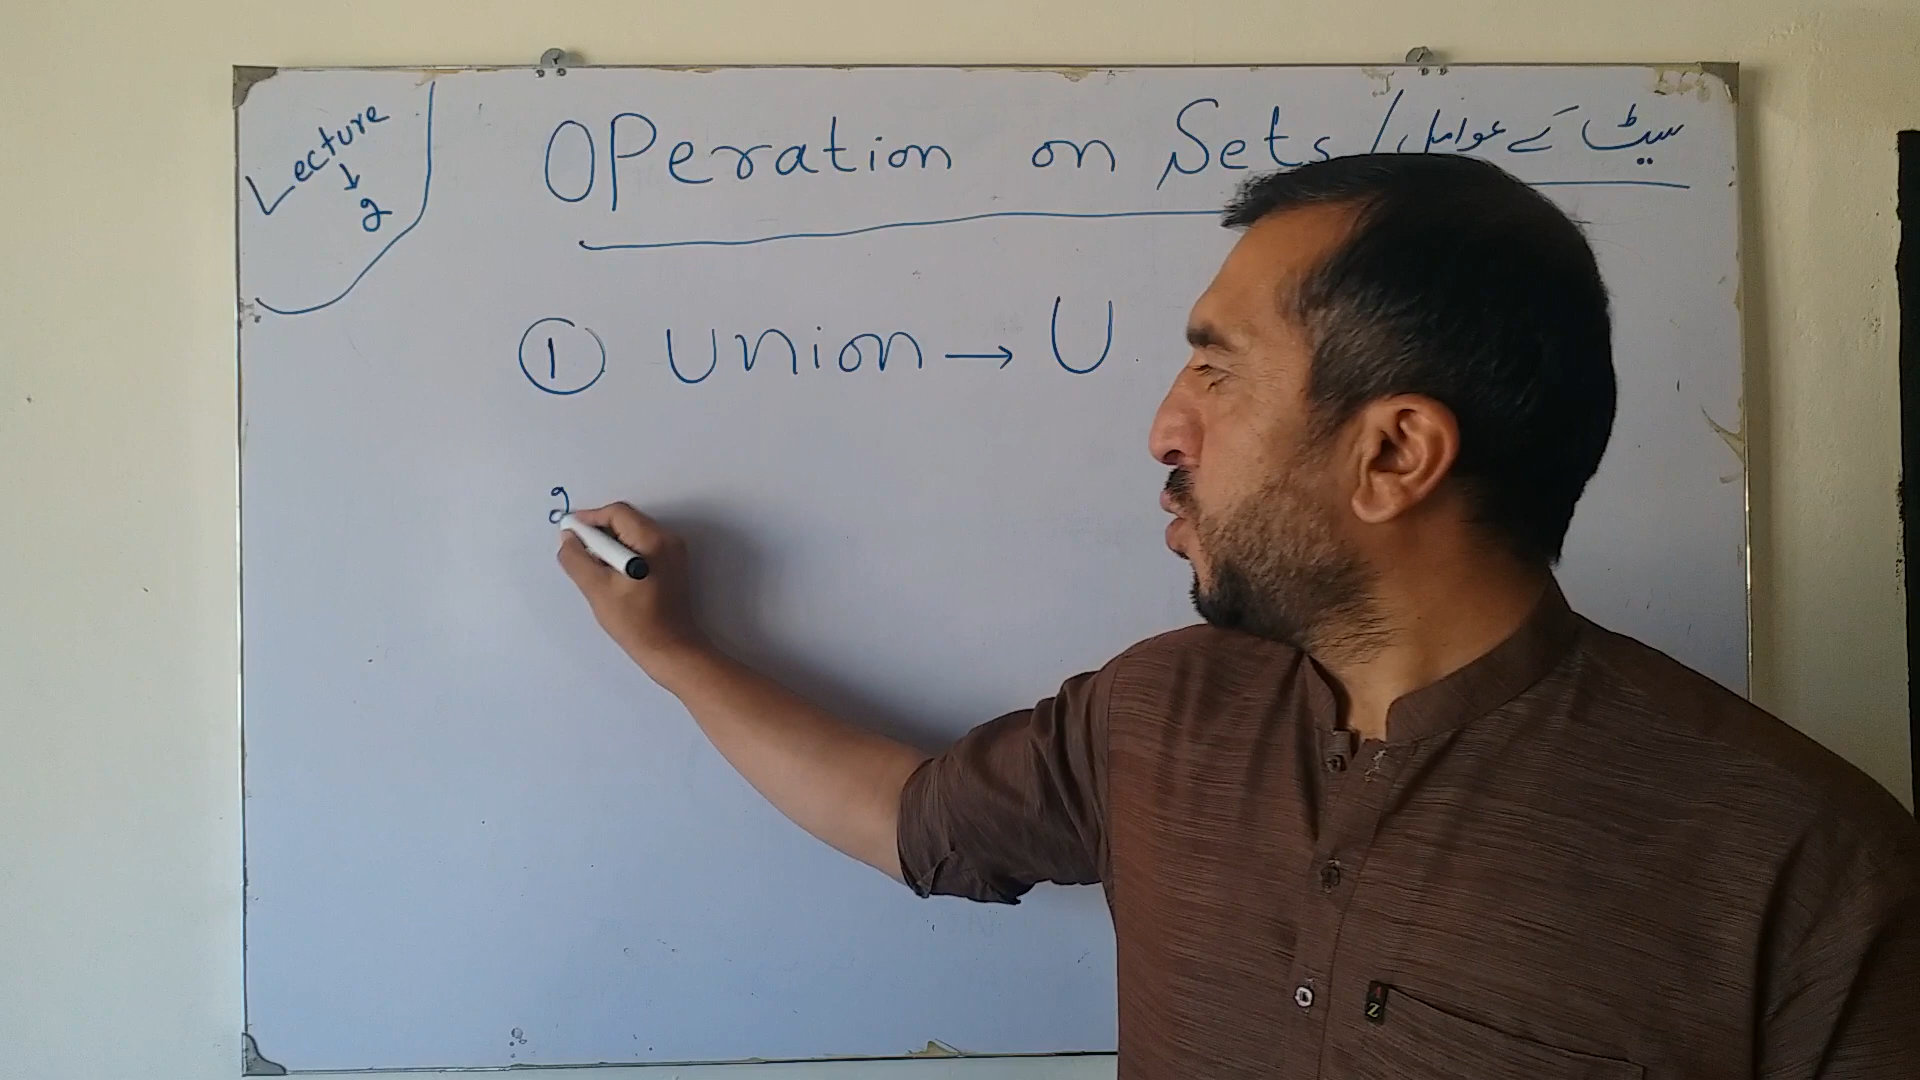 Lecture
↓
2
Operation on Sets / سیٹ کے عوامل
① Union → U
2